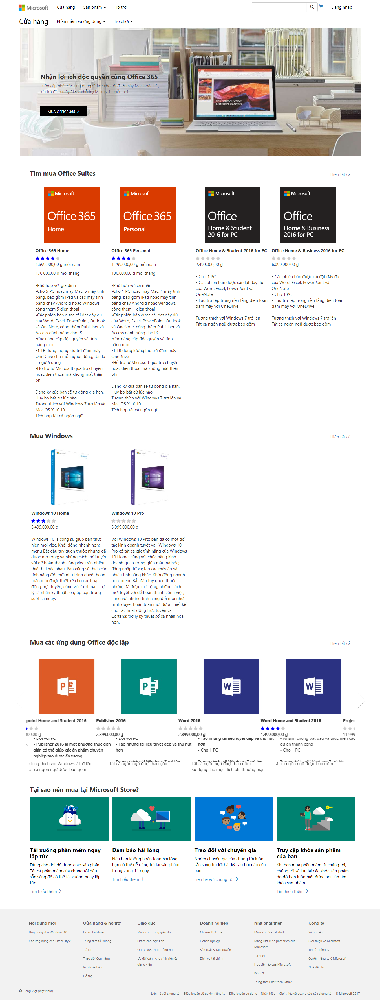 Microsoft
Cửa hàng
Sản phẩm
Hỗ trợ
Đăng nhập
Cửa hàng
Phần mềm và ứng dụng
Trò chơi
Nhận lợi ích độc quyền cùng Office 365
Luôn cập nhật các ứng dụng Office cho tối đa 5 máy Mac hoặc PC,
lưu trữ đám mây 1TB và hỗ trợ Microsoft miễn phí
MUA OFFICE 365
THE FORMATION OF
ANTELOPE CANYON
Tìm mua Office Suites
Hiện tất cả
Microsoft
Office 365
Home
Microsoft
Office 365
Personal
Microsoft
Office
Home & Student
2016 for PC
Microsoft
Office
Home & Business
2016 for PC
Office 365 Home
1.699.000,00 ₫ mỗi năm
170.000,00 ₫ mỗi tháng
•Phù hợp với gia đình
•Cho 5 PC hoặc máy Mac, 5 máy tính
bảng, bao gồm iPad và các máy tính
bảng chạy Android hoặc Windows,
cộng thêm 5 điện thoại
•Các phiên bản được cài đặt đầy đủ
của Word, Excel, PowerPoint, Outlook
và OneNote, cộng thêm Publisher và
Access dành riêng cho PC
•Các nâng cấp độc quyền và tính
năng mới
•1 TB dung lượng lưu trữ đám mây
OneDrive cho mỗi người dùng, tối đa
5 người dùng
•Hỗ trợ từ Microsoft qua trò chuyện
hoặc điện thoại mà không mất thêm
phí
Đăng ký của bạn sẽ tự động gia hạn.
Hủy bỏ bất cứ lúc nào.
Tương thích với Windows 7 trở lên và
Mac OS X 10.10.
Tích hợp tất cả ngôn ngữ.
Office 365 Personal
1.299.000,00 ₫ mỗi năm
130.000,00 ₫ mỗi tháng
•Phù hợp với cá nhân
•Cho 1 PC hoặc máy Mac, 1 máy tính
bảng, bao gồm iPad hoặc máy tính
bảng chạy Android hoặc Windows,
cộng thêm 1 điện thoại
•Các phiên bản được cài đặt đầy đủ
của Word, Excel, PowerPoint, Outlook
và OneNote, cộng thêm Publisher và
Access dành riêng cho PC
•Các nâng cấp độc quyền và tính
năng mới
•1 TB dung lượng lưu trữ đám mây
OneDrive
•Hỗ trợ từ Microsoft qua trò chuyện
hoặc điện thoại mà không mất thêm
phí
Đăng ký của bạn sẽ tự động gia hạn.
Hủy bỏ bất cứ lúc nào.
Tương thích với Windows 7 trở lên và
Mac OS X 10.10.
Tích hợp tất cả ngôn ngữ.
Office Home & Student 2016 for PC
2.499.000,00 ₫
• Cho 1 PC
• Các phiên bản được cài đặt đầy đủ
của Word, Excel, PowerPoint và
OneNote
• Lưu trữ tệp trong nền tảng điện toán
đám mây với OneDrive
Tương thích với Windows 7 trở lên
Tất cả ngôn ngữ được bao gồm
Office Home & Business 2016 for PC
6.099.000,00 ₫
• Các phiên bản được cài đặt đầy đủ
của Word, Excel, PowerPoint và
OneNote
• Cho 1 PC
• Lưu trữ tệp trong nền tảng điện toán
đám mây với OneDrive
Tương thích với Windows 7 trở lên
Tất cả ngôn ngữ được bao gồm
Mua Windows
Hiện tất cả
Windows 10 Home
3.499.000,00 ₫
Windows 10 là cộng sự giúp bạn thực
hiện mọi việc. Khởi động nhanh hơn;
menu Bắt đầu tuy quen thuộc nhưng đã
được mở rộng; và những cách mới tuyệt
vời để hoàn thành công việc trên nhiều
thiết bị khác nhau. Bạn cũng sẽ thích các
tính năng đổi mới như trình duyệt hoàn
toàn mới được thiết kế cho các hoạt
động trực tuyến; cùng với Cortana - trợ
lý cá nhân kỹ thuật số giúp bạn trong
suốt cả ngày.
Windows 10 Pro
5.999.000,00 ₫
Với Windows 10 Pro; bạn đã có một đối
tác kinh doanh tuyệt vời. Windows 10
Pro có tất cả các tính năng của Windows
10 Home; cùng với chức năng kinh
doanh quan trọng giúp mật mã hóa;
đăng nhập từ xa; tạo các máy ảo và
nhiều tính năng khác. Khởi động nhanh
hơn; menu Bắt đầu tuy quen thuộc
nhưng đã được mở rộng; những cách
mới tuyệt vời để hoàn thành công việc;
cùng với những tính năng đổi mới như
trình duyệt hoàn toàn mới được thiết kế
cho các hoạt động trực tuyến và
Cortana; trợ lý kỹ thuật số cá nhân hóa
hơn.
Mua các ứng dụng Office độc lập
Hiện tất cả
rpoint Home and Student 2016
000,00 ₫
Publisher 2016
2.899.000,00 ₫
Word 2016
2.899.000,00 ₫
Word Home and Student 2016
1.499.000,00 ₫
Projec
11.999
• Đối với PC
• Publisher 2016 là một phương thức đơn
giản có thể giúp các ấn phẩm chuyên
nghiệp tạo được ấn tượng
Tương thích với Windows 7 trở lên
Tất cả ngôn ngữ được bao gồm
• Đối với PC
• Tạo những tài liệu tuyệt đẹp và thu hút
hơn
Tương thích với Windows 7 trở lên
Tất cả ngôn ngữ được bao gồm
• Tạo những tài liệu tuyệt đẹp và thu hút
hơn
• Cho 1 PC
Tương thích với Windows 7 trở lên
Tất cả ngôn ngữ được bao gồm
Sử dụng cho mục đích phi thương mại
• Nhanh chóng bắt đầu và thực hiện các
dự án thành công
• Cho 1 PC
Tương thích với Windows 7 trở lên
Tất cả ngôn ngữ được bao gồm
Tại sao nên mua tại Microsoft Store?
Tải xuống phần mềm ngay
lập tức
Đừng chờ đợi để được giao sản phẩm.
Tất cả phần mềm của chúng tôi đều
sẵn sàng để có thể tải xuống ngay lập
tức.
Tìm hiểu thêm
Đảm bảo hài lòng
Nếu bạn không hoàn toàn hài lòng,
bạn có thể dễ dàng trả lại sản phẩm
trong vòng 14 ngày.
Tìm hiểu thêm
Trao đổi với chuyên gia
Nhóm chuyên gia của chúng tôi luôn
sẵn sàng trả lời bất kỳ câu hỏi nào của
bạn.
Liên hệ với chúng tôi
Truy cập khóa sản phẩm
của bạn
Khi bạn mua phần mềm từ chúng tôi,
chúng tôi sẽ lưu lại các khóa sản phẩm,
do đó bạn luôn biết được nơi cần tìm
khóa sản phẩm.
Tìm hiểu thêm
Nội dung mới
Ứng dụng cho Windows 10
Các ứng dụng cho Office style
Cửa hàng & hỗ trợ
Hồ sơ tài khoản
Trung tâm tải xuống
Trả lại
Theo dõi đơn hàng
Vị trí cửa hàng
Hỗ trợ
Giáo dục
Microsoft trong giáo dục
Office cho học sinh
Office 365 cho trường học
Ưu đãi dành cho sinh viên &
giảng viên
Doanh nghiệp
Microsoft Azure
Doanh nghiệp
Sản xuất & tài nguyên
Dịch vụ tài chính
Nhà phát triển
Microsoft Visual Studio
Mạng lưới Nhà phát triển của
Microsoft
Technet
Học viện ảo của Microsoft
Kênh 9
Trung tâm Phát triển Office
Công ty
Sự nghiệp
Giới thiệu về Microsoft
Tin tức công ty
Quyền riêng tư ở Microsoft
Nhà đầu tư
Tiếng Việt (Việt Nam)
Liên hệ với chúng tôi
Điều khoản về quyền riêng tư
Điều khoản sử dụng
Nhãn hiệu
Giới thiệu về quảng cáo của chúng tôi
© Microsoft 2017